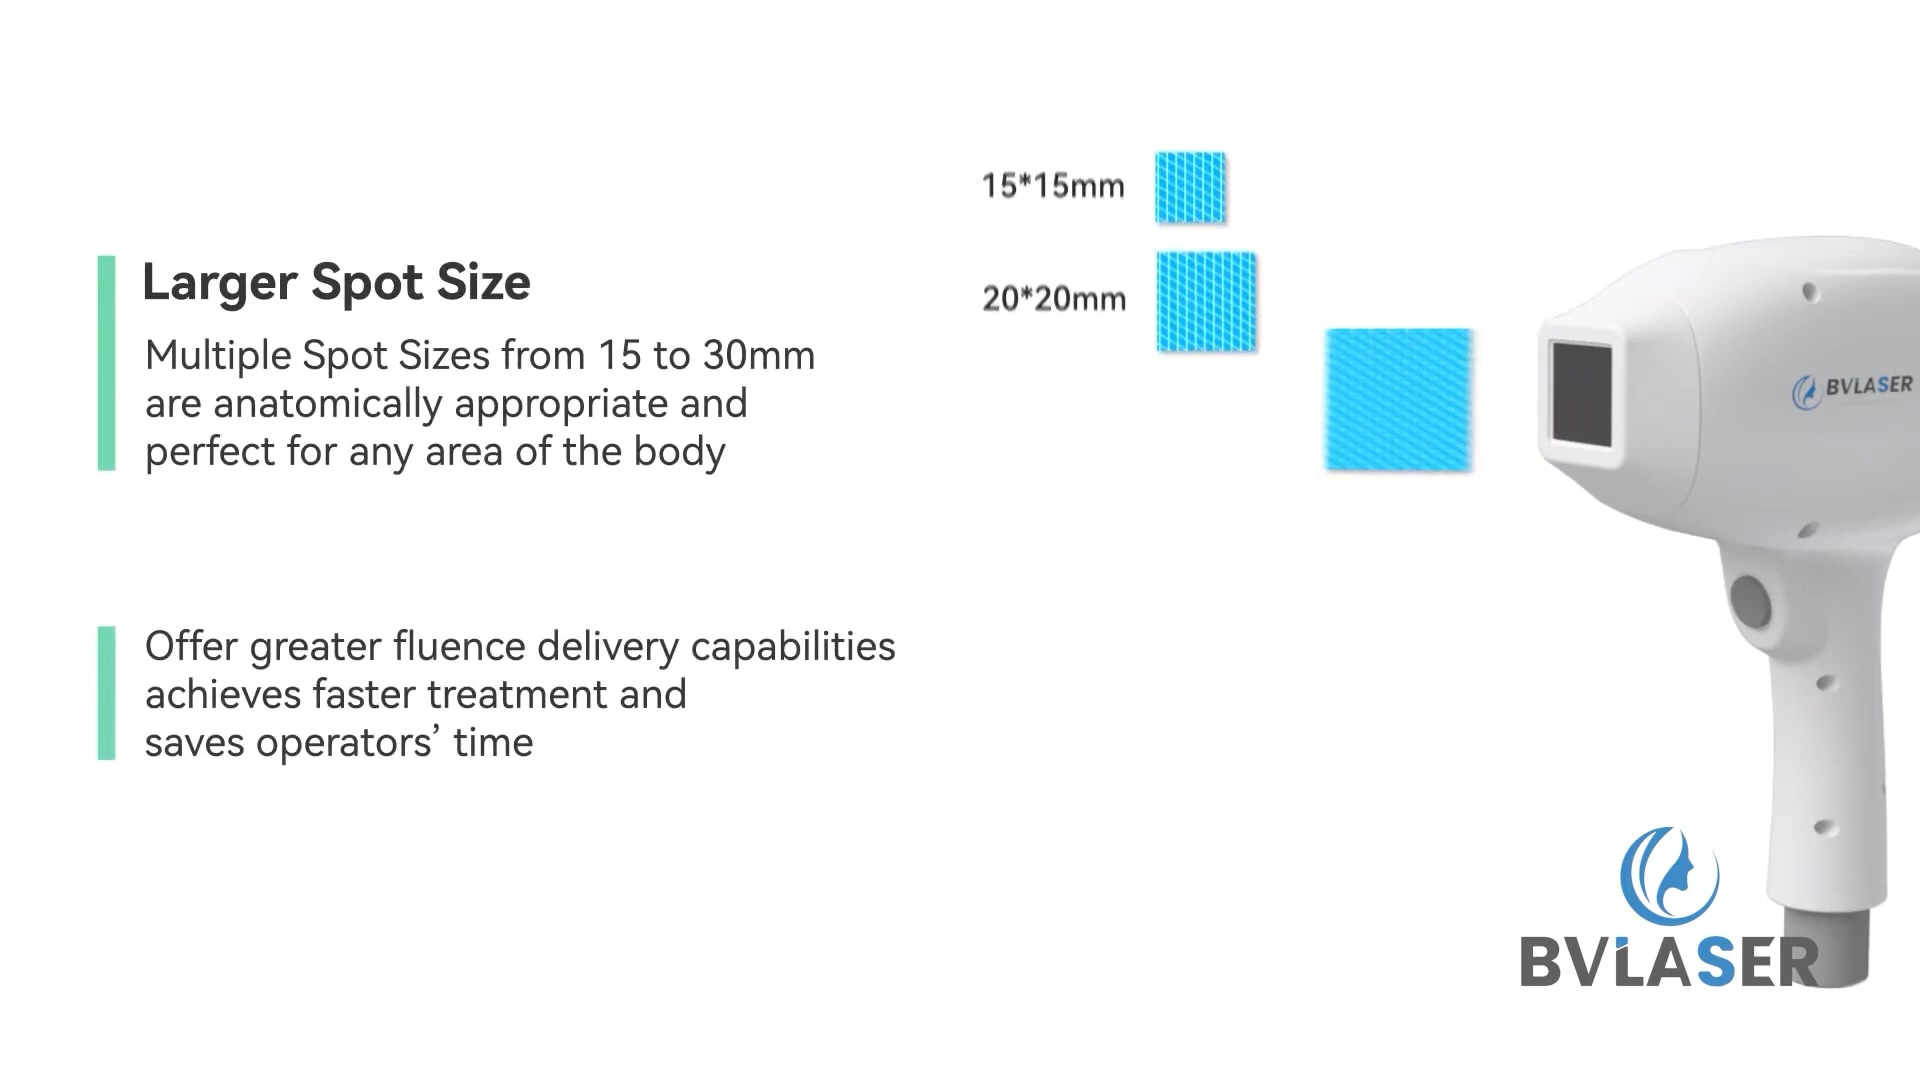 Larger Spot Size
Multiple Spot Sizes from 15 to 30mm
are anatomically appropriate and
perfect for any area of the body
Offer greater fluence delivery capabilities
achieves faster treatment and
saves operators’ time
15*15mm
20*20mm
BVLASER
BVLASER